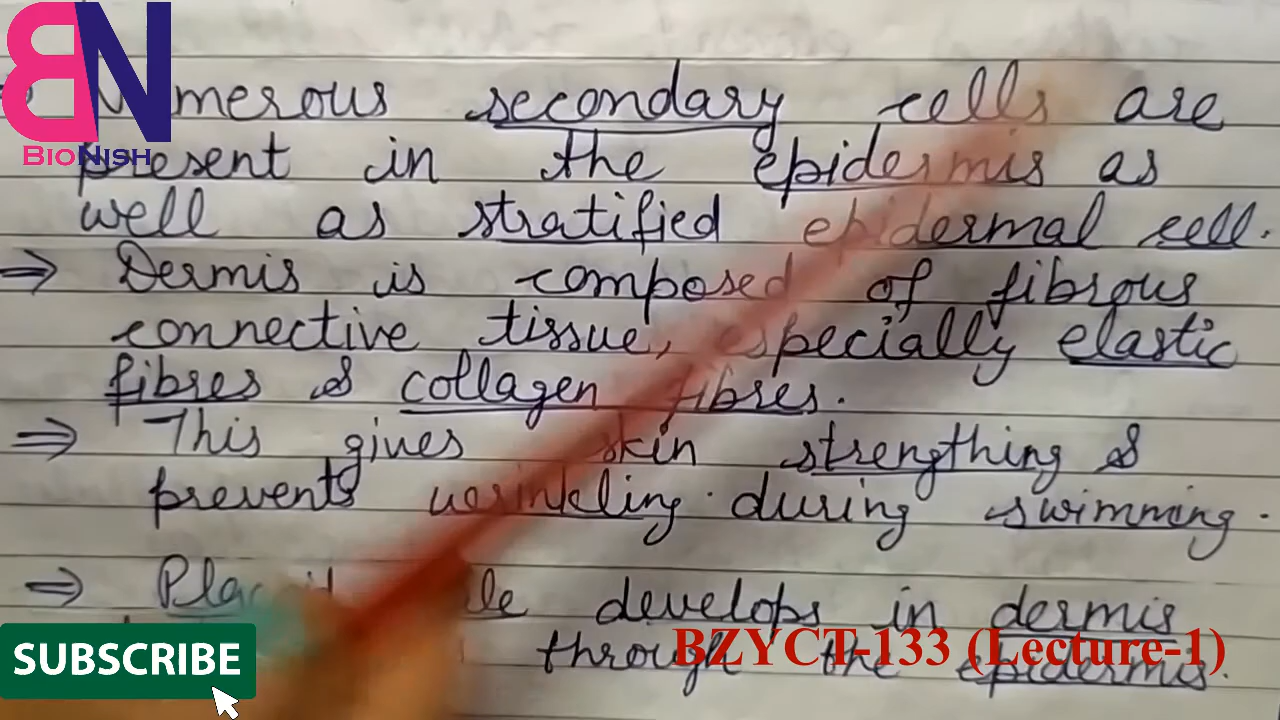 BN
BIONISH
Numerous secondary cells are
present in the epidermis as
well as stratified epidermal cell.
⇒ Dermis is composed of fibrous
connective tissue, especially elastic
fibres & collagen fibres.
⇒ This gives skin strengthing &
prevents wrinkling during swimming.
⇒ develops in dermis
through the epidermis.
SUBSCRIBE
BZYCT-133 (Lecture-1)